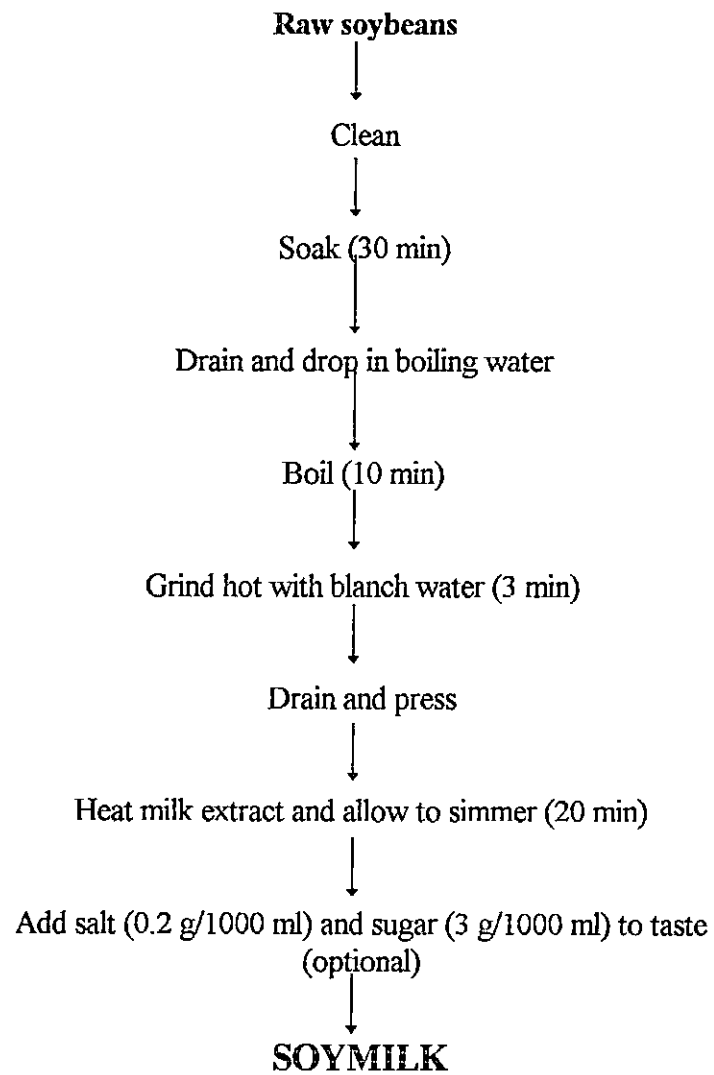 Raw soybeans
Clean
Soak (30 min)
Drain and drop in boiling water
Boil (10 min)
Grind hot with blanch water (3 min)
Drain and press
Heat milk extract and allow to simmer (20 min)
Add salt (0.2 g/1000 ml) and sugar (3 g/1000 ml) to taste
(optional)
SOYMILK